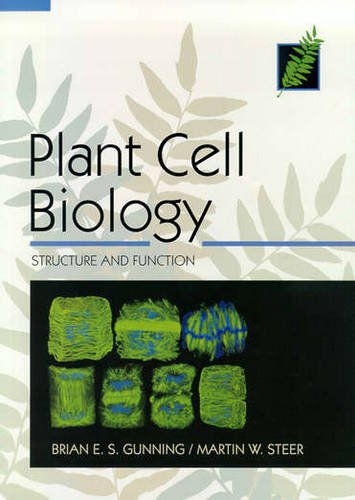 Plant Cell
Biology
STRUCTURE AND FUNCTION
BRIAN E. S. GUNNING / MARTIN W. STEER